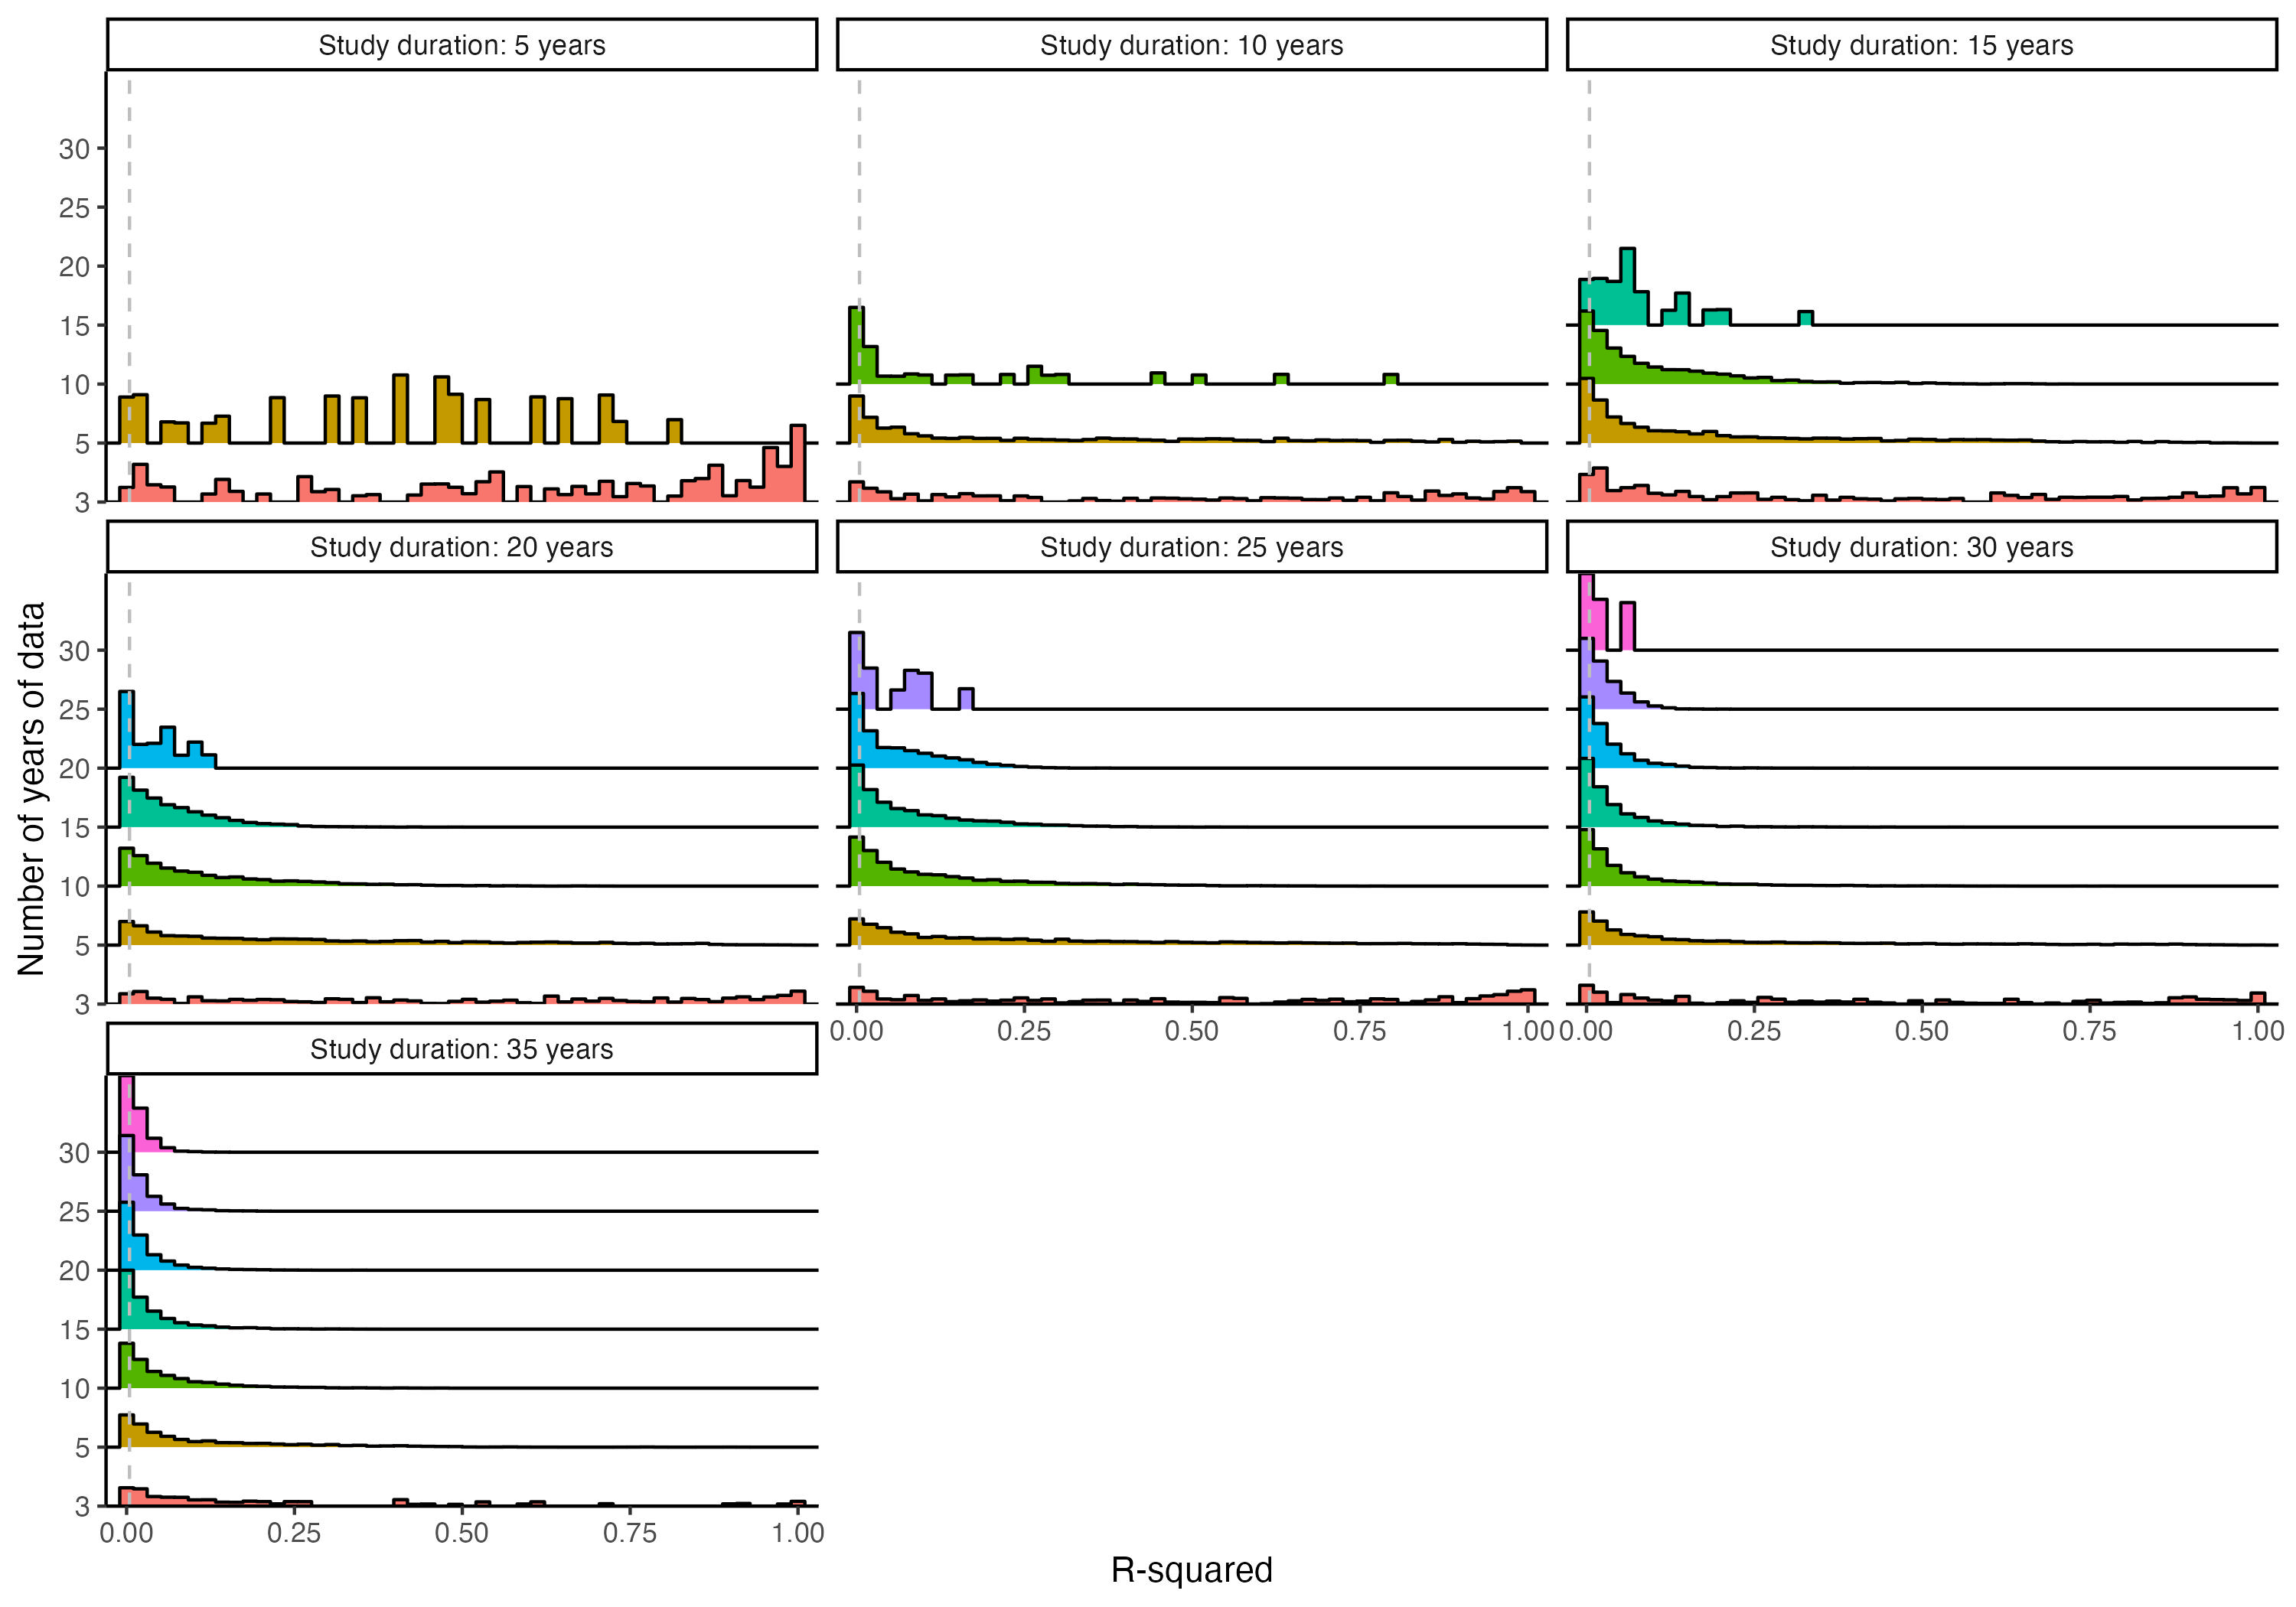 Study duration: 5 years
Study duration: 10 years
Study duration: 15 years
30
25
20
15
10
5
3
Study duration: 20 years
Study duration: 25 years
Study duration: 30 years
Number of years of data
30
25
20
15
10
5
3
0.00 0.25 0.50 0.75 1.00
0.00 0.25 0.50 0.75 1.00
Study duration: 35 years
30
25
20
15
10
5
3
0.00 0.25 0.50 0.75 1.00
R-squared